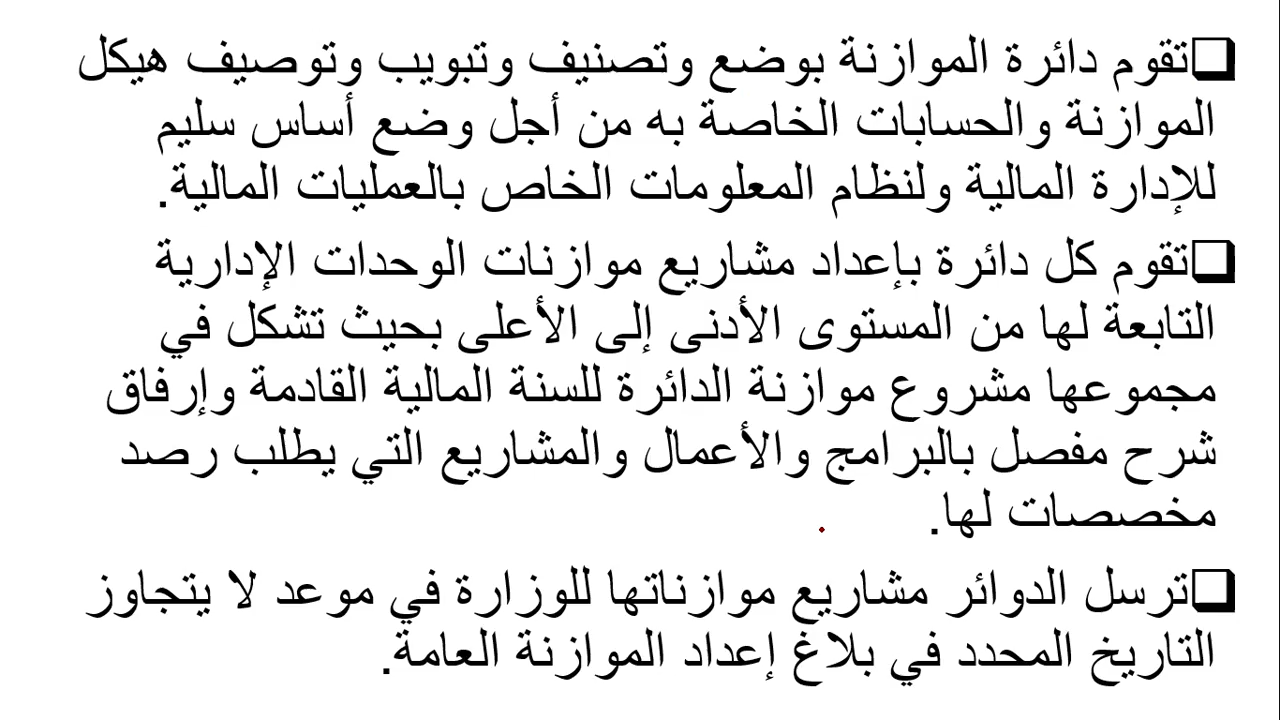 ❑تقوم دائرة الموازنة بوضع وتصنيف وتبويب وتوصيف هيكل
الموازنة والحسابات الخاصة به من أجل وضع أساس سليم
للإدارة المالية ولنظام المعلومات الخاص بالعمليات المالية.
❑تقوم كل دائرة بإعداد مشاريع موازنات الوحدات الإدارية
التابعة لها من المستوى الأدنى إلى الأعلى بحيث تشكل في
مجموعها مشروع موازنة الدائرة للسنة المالية القادمة وإرفاق
شرح مفصل بالبرامج والأعمال والمشاريع التي يطلب رصد
مخصصات لها.
❑ترسل الدوائر مشاريع موازناتها للوزارة في موعد لا يتجاوز
التاريخ المحدد في بلاغ إعداد الموازنة العامة.